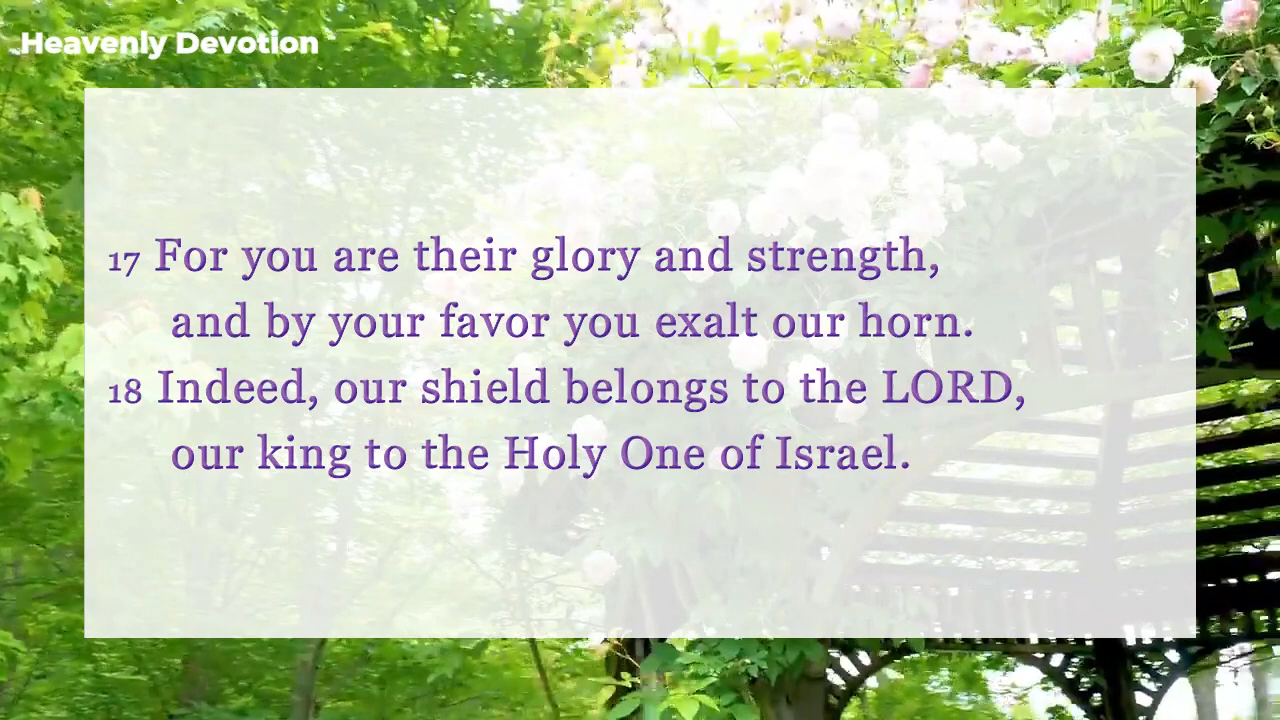 Heavenly Devotion
17 For you are their glory and strength,
and by your favor you exalt our horn.
18 Indeed, our shield belongs to the LORD,
our king to the Holy One of Israel.